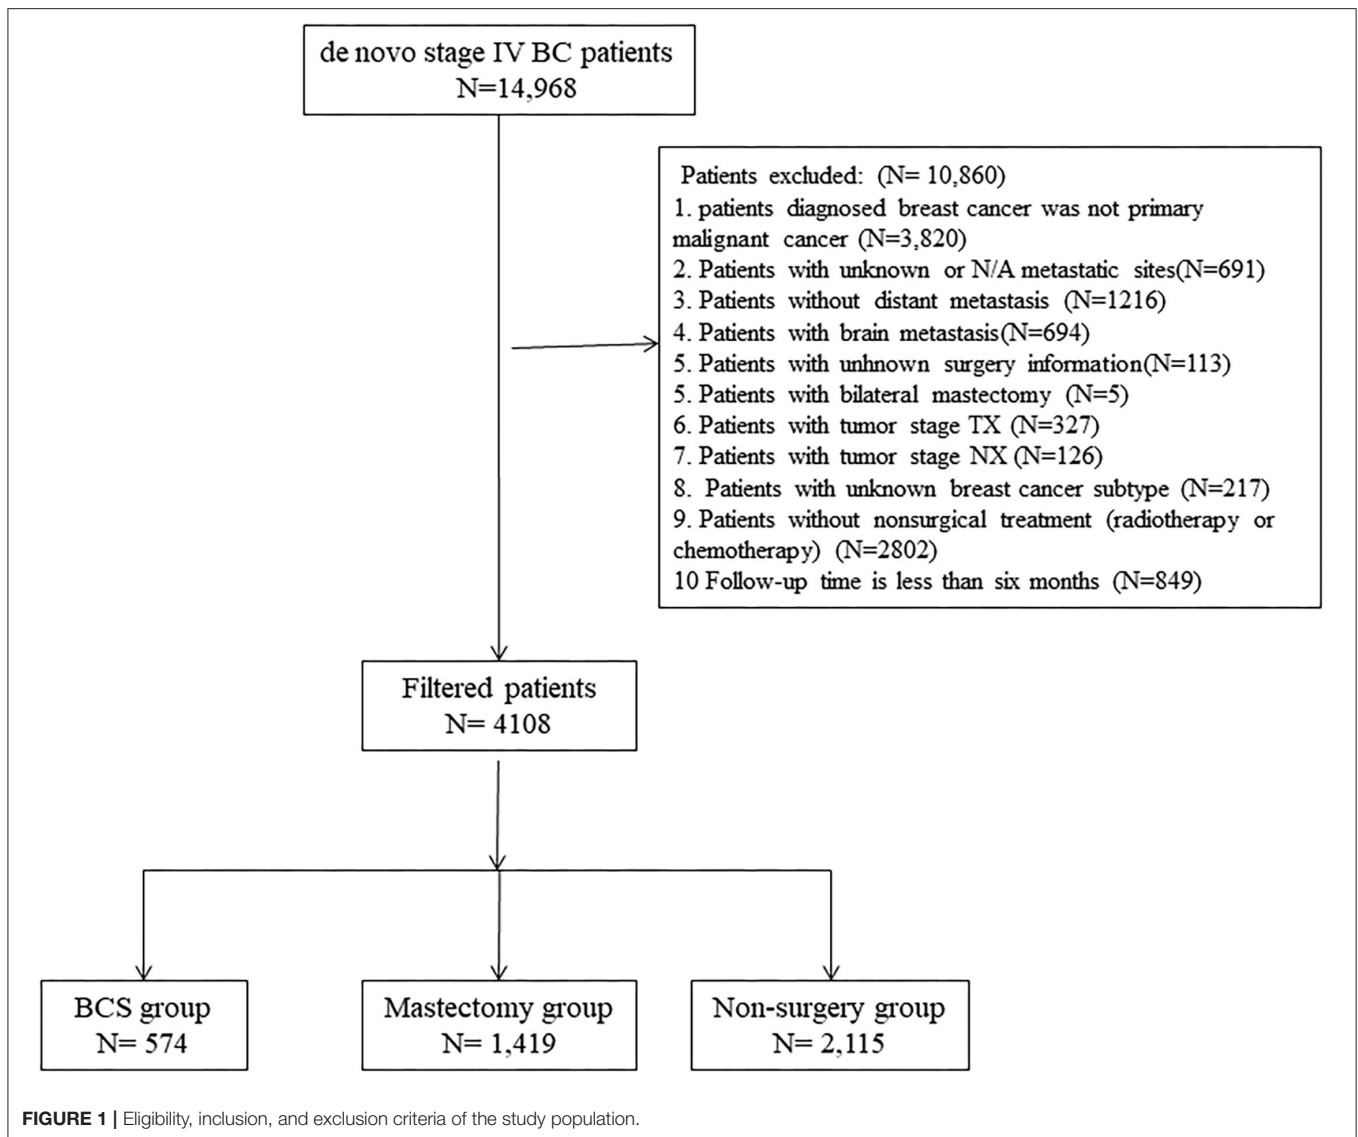 de novo stage IV BC patients
N=14,968
Patients excluded: (N= 10,860)
1. patients diagnosed breast cancer was not primary
malignant cancer (N=3,820)
2. Patients with unknown or N/A metastatic sites(N=691)
3. Patients without distant metastasis (N=1216)
4. Patients with brain metastasis(N=694)
5. Patients with unhnown surgery information(N=113)
5. Patients with bilateral mastectomy (N=5)
6. Patients with tumor stage TX (N=327)
7. Patients with tumor stage NX (N=126)
8. Patients with unknown breast cancer subtype (N=217)
9. Patients without nonsurgical treatment (radiotherapy or
chemotherapy) (N=2802)
10 Follow-up time is less than six months (N=849)
Filtered patients
N= 4108
BCS group
N= 574
Mastectomy group
N= 1,419
Non-surgery group
N= 2,115
FIGURE 1 | Eligibility, inclusion, and exclusion criteria of the study population.